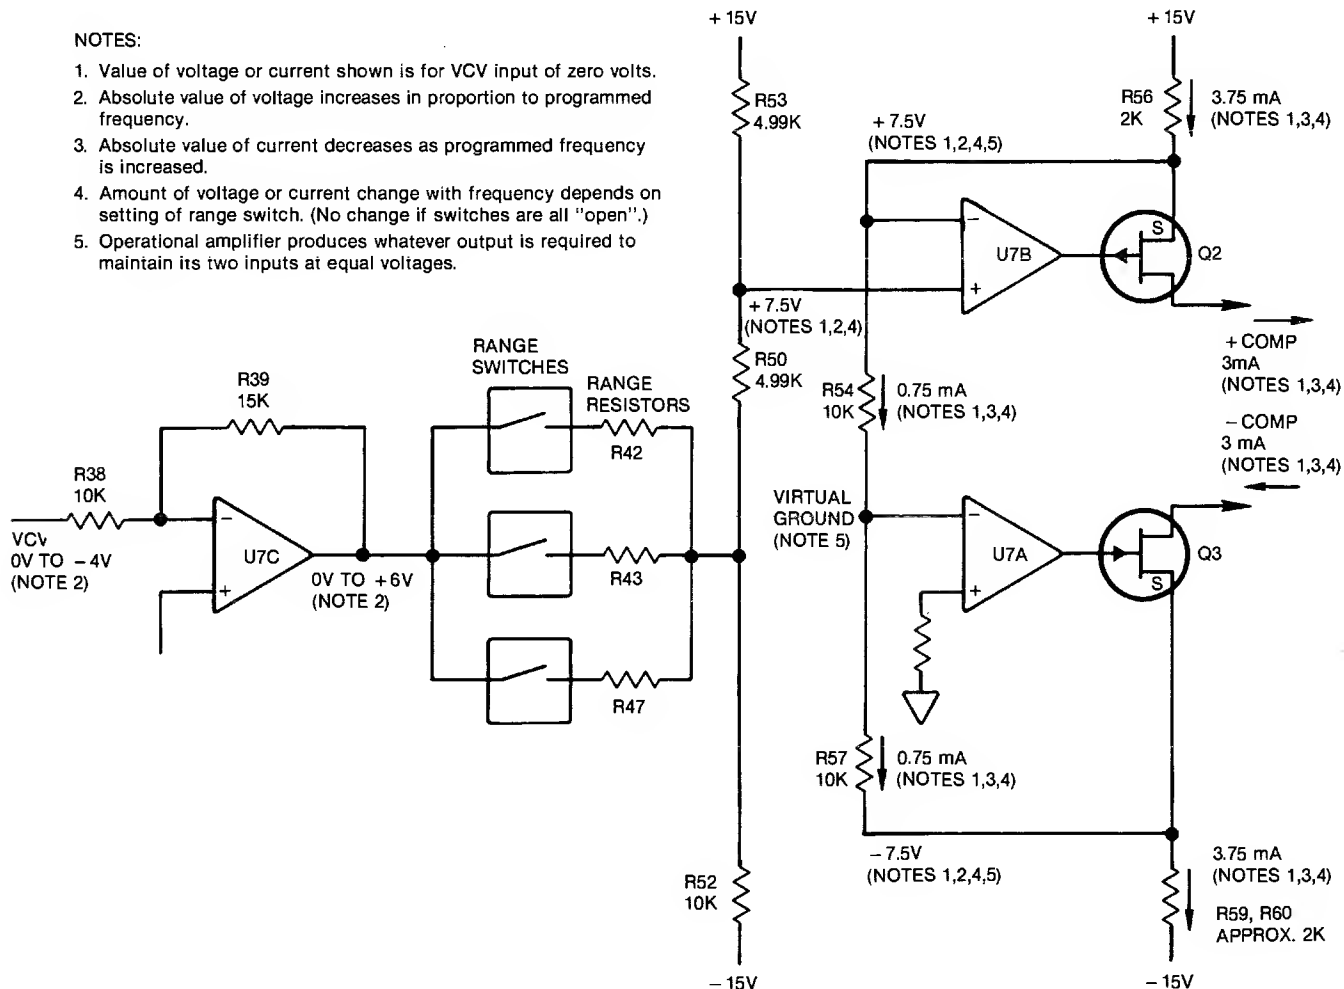 NOTES:
1. Value of voltage or current shown is for VCV input of zero volts.
2. Absolute value of voltage increases in proportion to programmed
frequency.
3. Absolute value of current decreases as programmed frequency
is increased.
4. Amount of voltage or current change with frequency depends on
setting of range switch. (No change if switches are all "open".)
5. Operational amplifier produces whatever output is required to
maintain its two inputs at equal voltages.
+ 15V
+ 15V
R53
4.99K
R56
2K
3.75 mA
(NOTES 1,3,4)
+ 7.5V
(NOTES 1,2,4,5)
−
U7B
+
S
Q2
+ 7.5V
(NOTES 1,2,4)
+ COMP
3mA
(NOTES 1,3,4)
R50
4.99K
RANGE
SWITCHES
RANGE
RESISTORS
R39
15K
R42
R54
10K
0.75 mA
(NOTES 1,3,4)
− COMP
3 mA
(NOTES 1,3,4)
R38
10K
VCV
0V TO − 4V
(NOTE 2)
−
U7C
+
0V TO + 6V
(NOTE 2)
R43
VIRTUAL
GROUND
(NOTE 5)
−
U7A
+
Q3
S
R47
R57
10K
0.75 mA
(NOTES 1,3,4)
− 7.5V
(NOTES 1,2,4,5)
R52
10K
3.75 mA
(NOTES 1,3,4)
R59, R60
APPROX. 2K
− 15V
− 15V